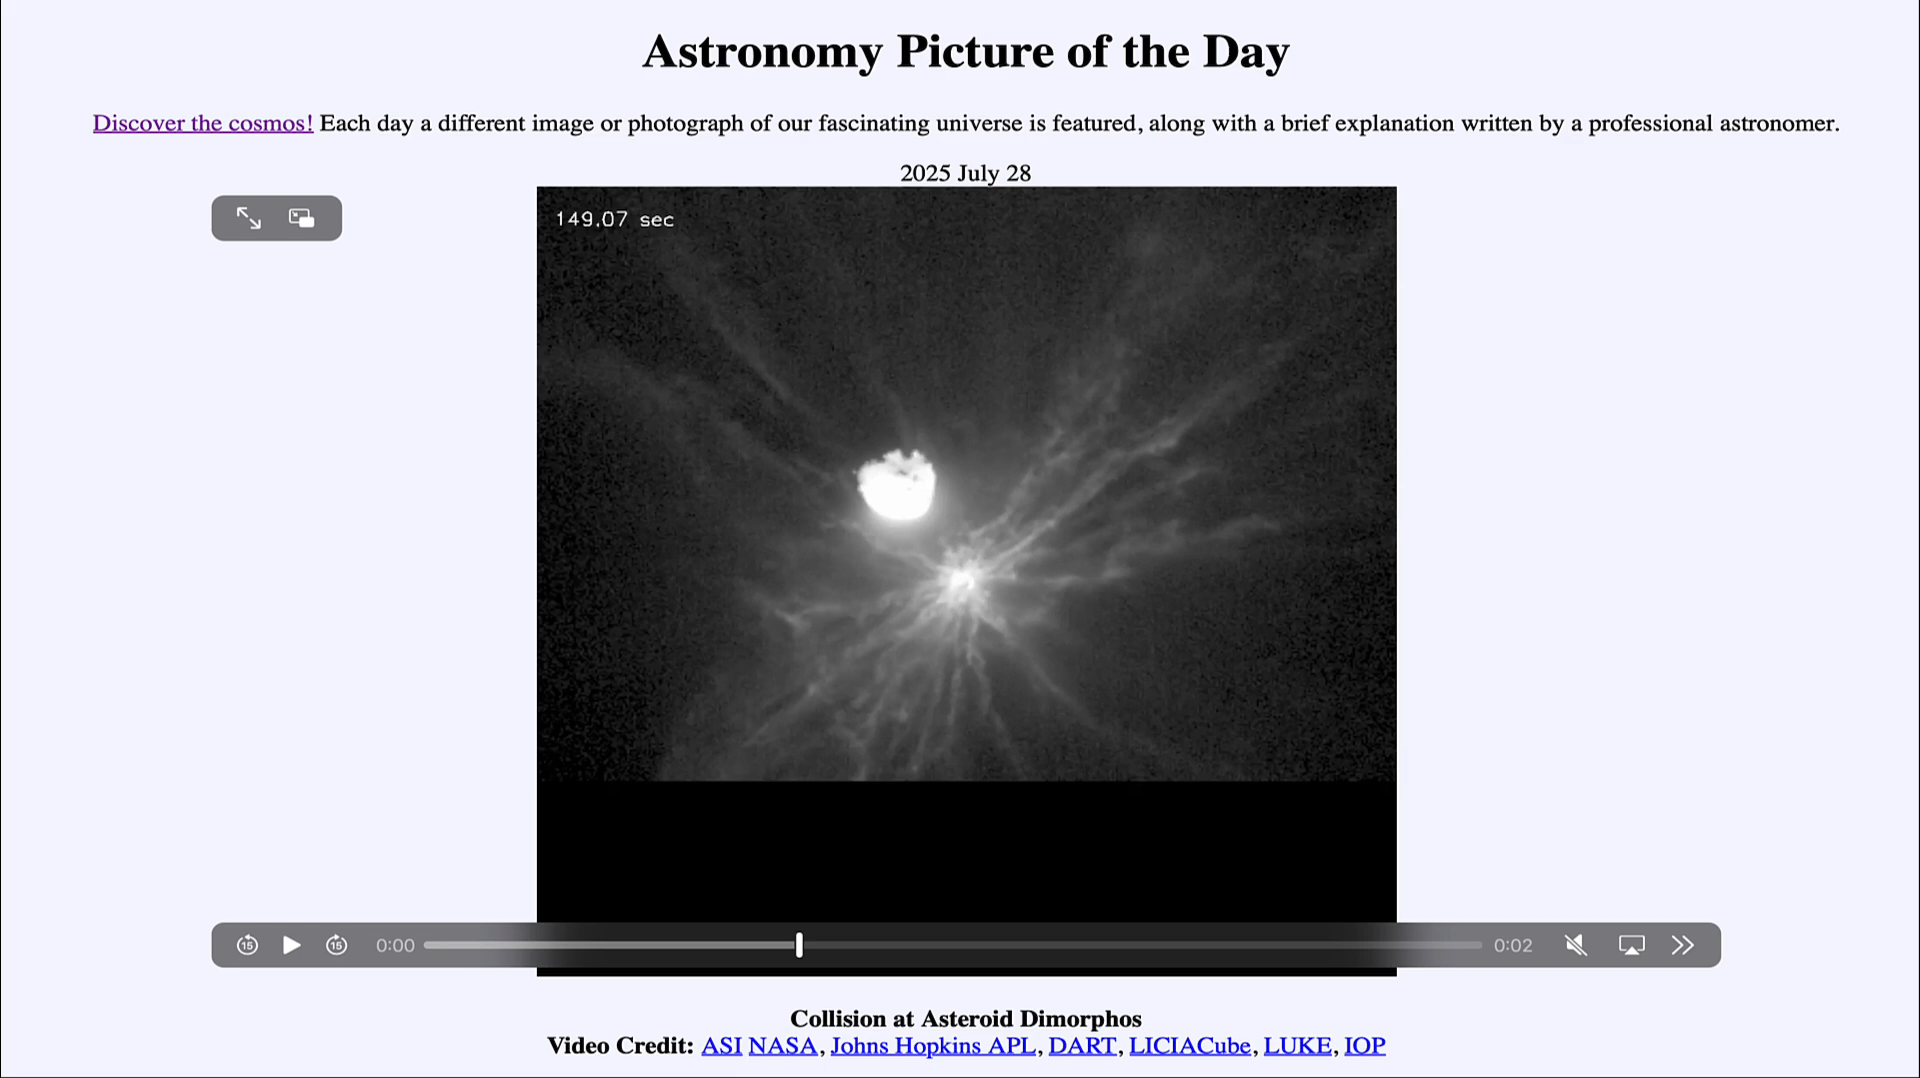 Astronomy Picture of the Day
Discover the cosmos! Each day a different image or photograph of our fascinating universe is featured, along with a brief explanation written by a professional astronomer.
2025 July 28
149.07 sec
15
15
0:00
0:02
Collision at Asteroid Dimorphos
Video Credit: ASI NASA, Johns Hopkins APL, DART, LICIACube, LUKE, IOP